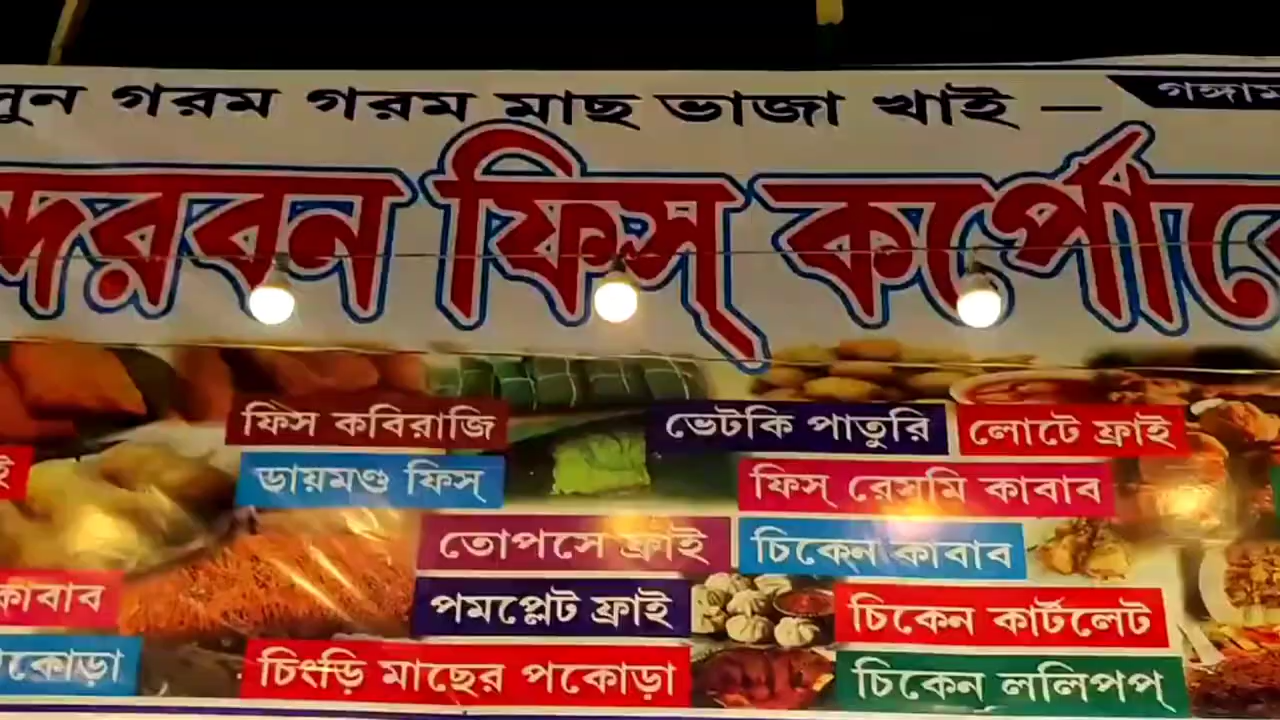 গরম গরম মাছ ভাজা খাই —
ফিস্ কর্পো
ফিস কবিরাজি
ভেটকি পাতুরি
লোটে ফ্রাই
ডায়মণ্ড ফিস্
ফিস্ রেসমি কাবাব
তোপসে ফ্রাই
চিকেন্ কাবাব
কাবাব
পমপ্লেট ফ্রাই
চিকেন কার্টলেট
চিংড়ি মাছের পকোড়া
চিকেন্ ললিপপ্